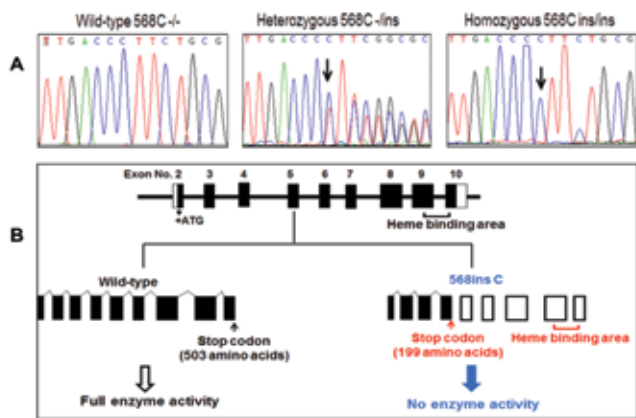 Wild-type 568C -/-
Heterozygous 568C -/ins
Homozygous 568C ins/ins
T G A C C C T T C T G C G
T T G A C C C C T T C G G C G C
T T G A C C C C T T C T G C G
A
Exon No. 2 3 4 5 6 7 8 9 10
+ATG
Heme binding area
B
Wild-type
568ins C
Stop codon
(503 amino acids)
Stop codon
(199 amino acids)
Heme binding area
Full enzyme activity
No enzyme activity